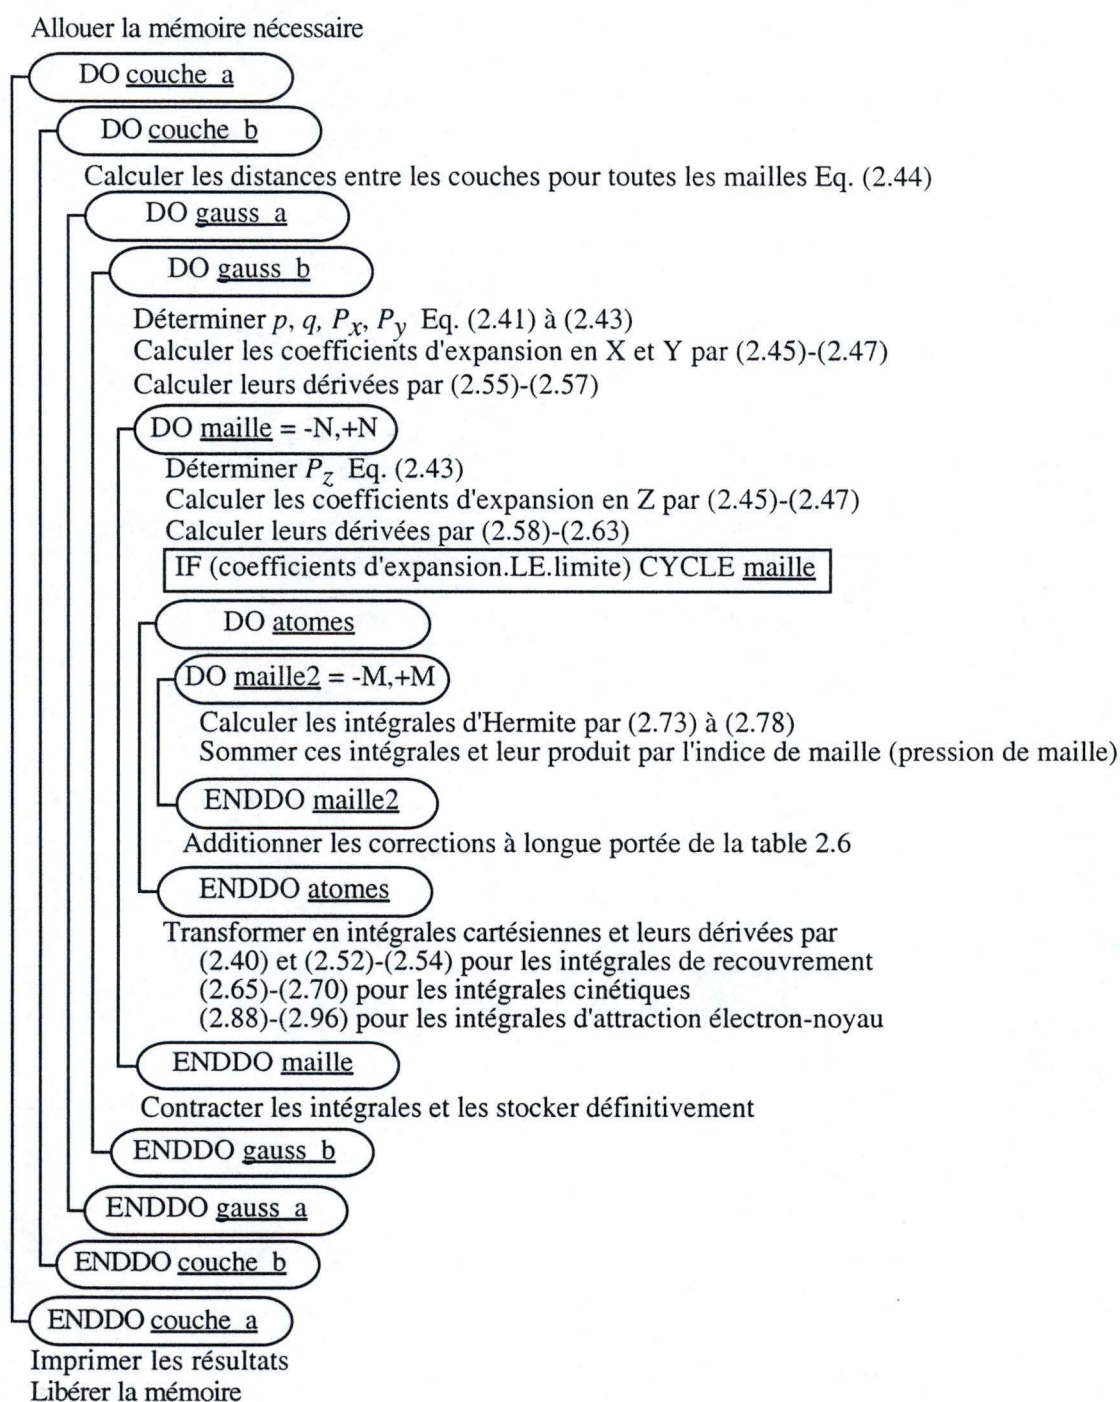 Allouer la mémoire nécessaire
DO couche_a
DO couche_b
Calculer les distances entre les couches pour toutes les mailles Eq. (2.44)
DO gauss_a
DO gauss_b
Déterminer p, q, Px, Py Eq. (2.41) à (2.43)
Calculer les coefficients d'expansion en X et Y par (2.45)-(2.47)
Calculer leurs dérivées par (2.55)-(2.57)
DO maille = -N,+N
Déterminer Pz Eq. (2.43)
Calculer les coefficients d'expansion en Z par (2.45)-(2.47)
Calculer leurs dérivées par (2.58)-(2.63)
IF (coefficients d'expansion.LE.limite) CYCLE maille
DO atomes
DO maille2 = -M,+M
Calculer les intégrales d'Hermite par (2.73) à (2.78)
Sommer ces intégrales et leur produit par l'indice de maille (pression de maille)
ENDDO maille2
Additionner les corrections à longue portée de la table 2.6
ENDDO atomes
Transformer en intégrales cartésiennes et leurs dérivées par
(2.40) et (2.52)-(2.54) pour les intégrales de recouvrement
(2.65)-(2.70) pour les intégrales cinétiques
(2.88)-(2.96) pour les intégrales d'attraction électron-noyau
ENDDO maille
Contracter les intégrales et les stocker définitivement
ENDDO gauss_b
ENDDO gauss_a
ENDDO couche_b
ENDDO couche_a
Imprimer les résultats
Libérer la mémoire